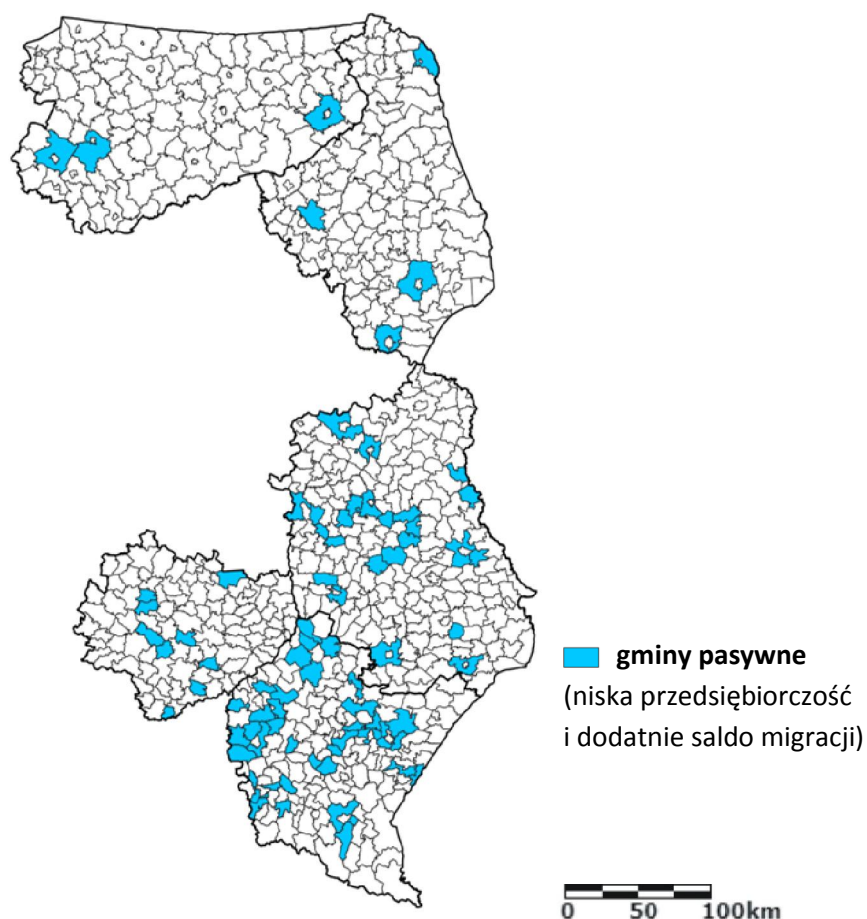 gminy pasywne
(niska przedsiębiorczość
i dodatnie saldo migracji)
0 50 100km